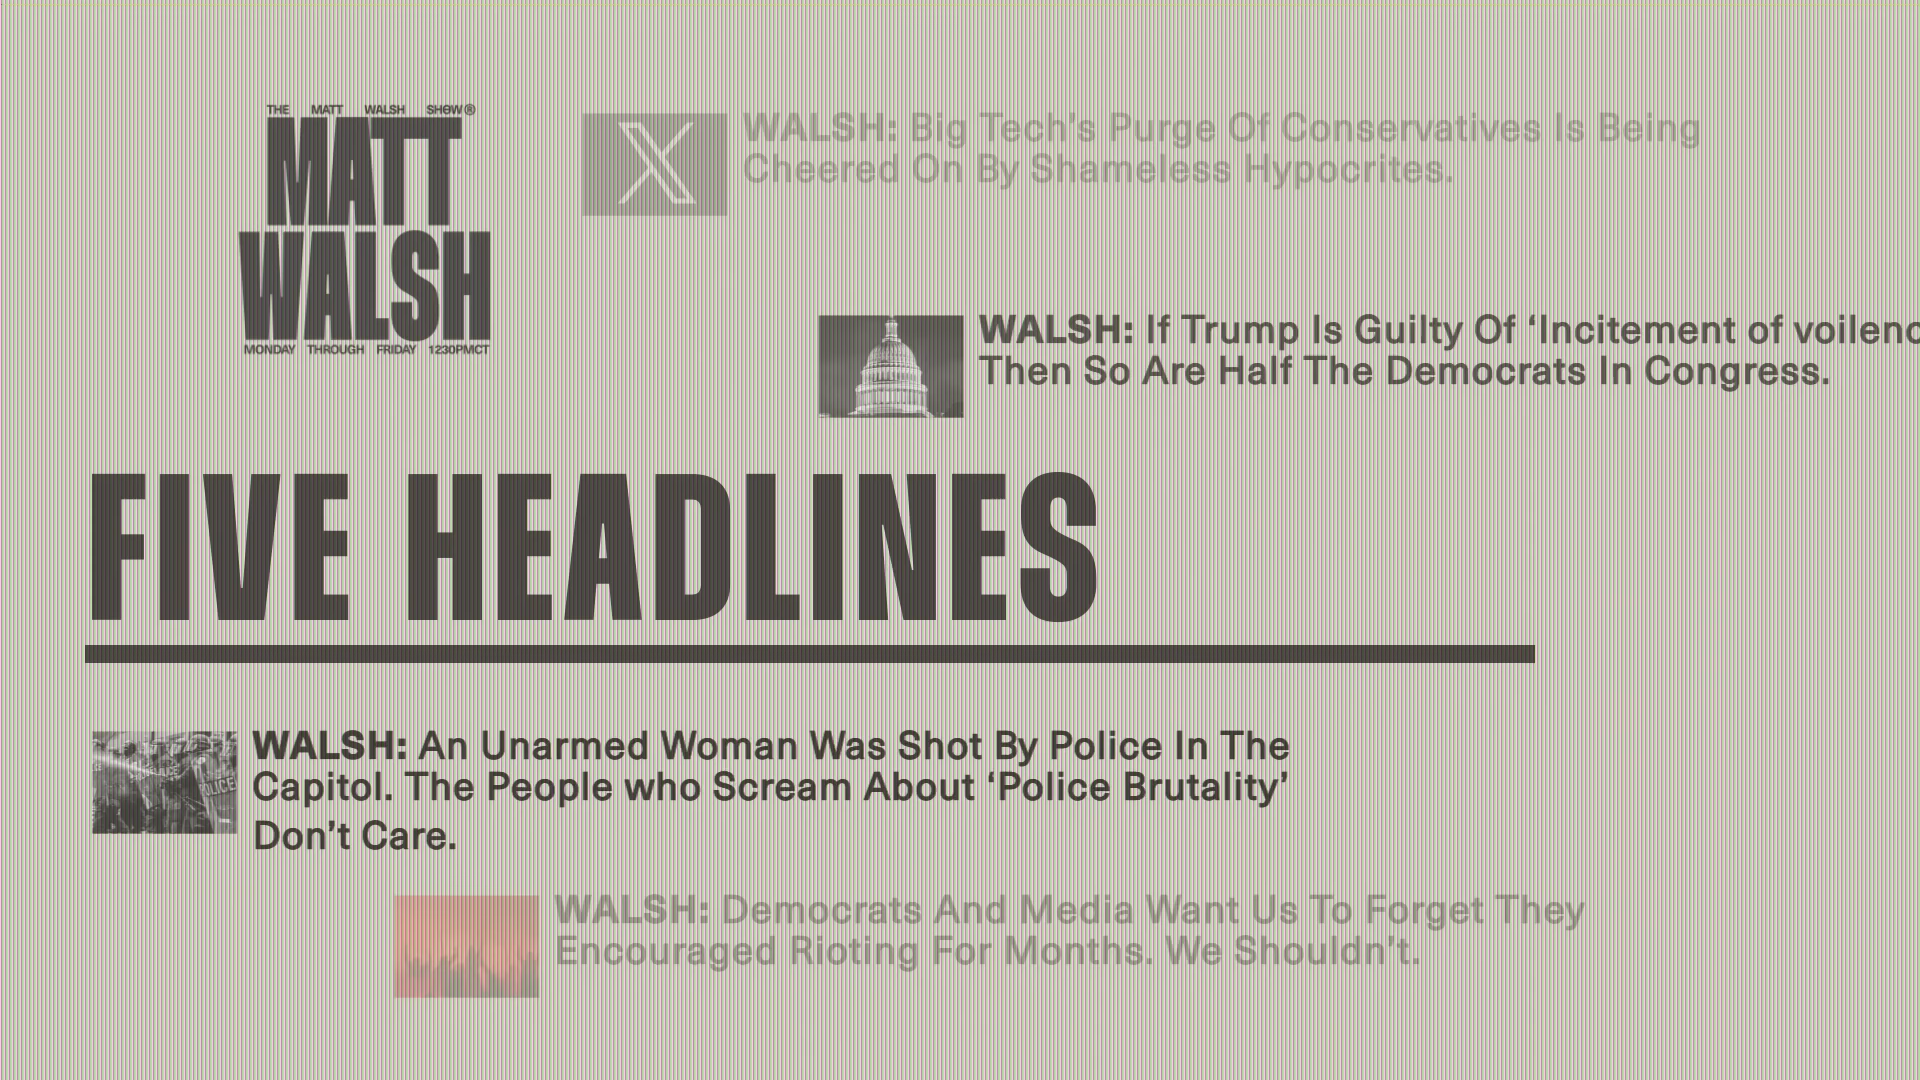 THE MATT WALSH SHOW®
MATT
WALSH
MONDAY THROUGH FRIDAY 1230PMCT
WALSH: Big Tech's Purge Of Conservatives Is Being
Cheered On By Shameless Hypocrites.
WALSH: If Trump Is Guilty Of ‘Incitement of voilenc
Then So Are Half The Democrats In Congress.
FIVE HEADLINES
POLICE
WALSH: An Unarmed Woman Was Shot By Police In The
Capitol. The People who Scream About ‘Police Brutality’
Don’t Care.
WALSH: Democrats And Media Want Us To Forget They
Encouraged Rioting For Months. We Shouldn’t.